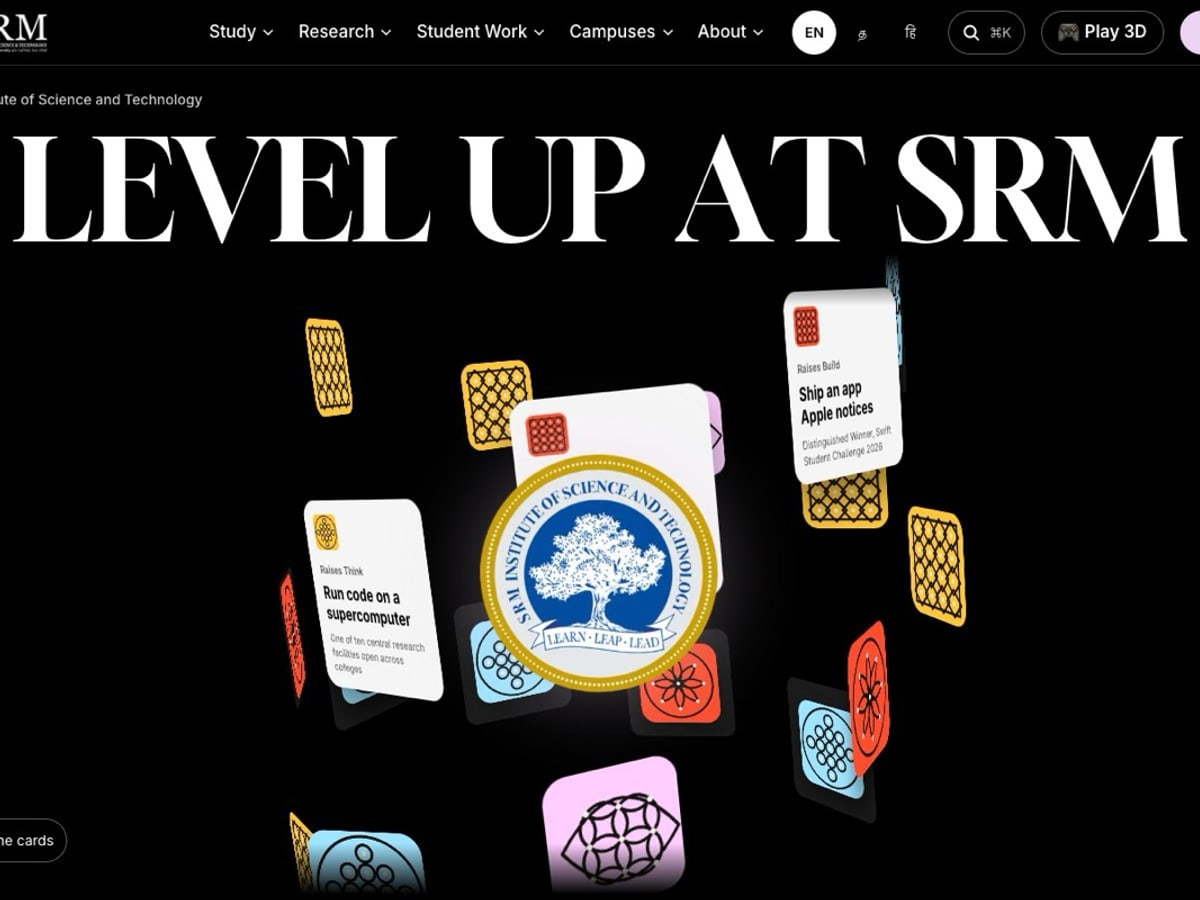 RM
Study
Research
Student Work
Campuses
About
EN
த
हि
⌘K
Play 3D
ute of Science and Technology
LEVEL UP AT SRM
Raises Build
Ship an app
Apple notices
Distinguished Winner, Swift
Student Challenge 2026
Raises Think
Run code on a
supercomputer
One of ten central research
facilities open across
colleges
SRM INSTITUTE OF SCIENCE AND TECHNOLOGY
LEARN · LEAP · LEAD
he cards